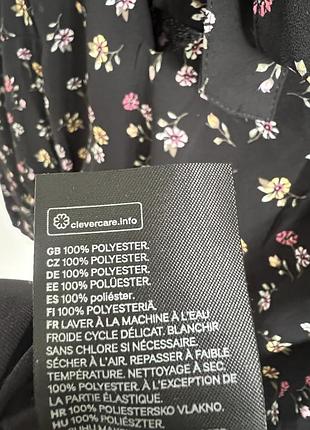 clevercare.info
GB 100% POLYESTER.
CZ 100% POLYESTER.
DE 100% POLYESTER.
EE 100% POLÜESTER.
ES 100% poliéster.
FI 100% POLYESTERIÄ.
FR LAVER À LA MACHINE À L'EAU
FROIDE CYCLE DÉLICAT. BLANCHIR
SANS CHLORE SI NÉCESSAIRE.
SÉCHER À L'AIR. REPASSER À FAIBLE
TEMPÉRATURE. NETTOYAGE À SEC.
100% POLYESTER. À L'EXCEPTION DE
LA PARTIE ÉLASTIQUE.
HR 100% POLIESTERSKO VLAKNO.
HU 100% POLIÉSZTER.